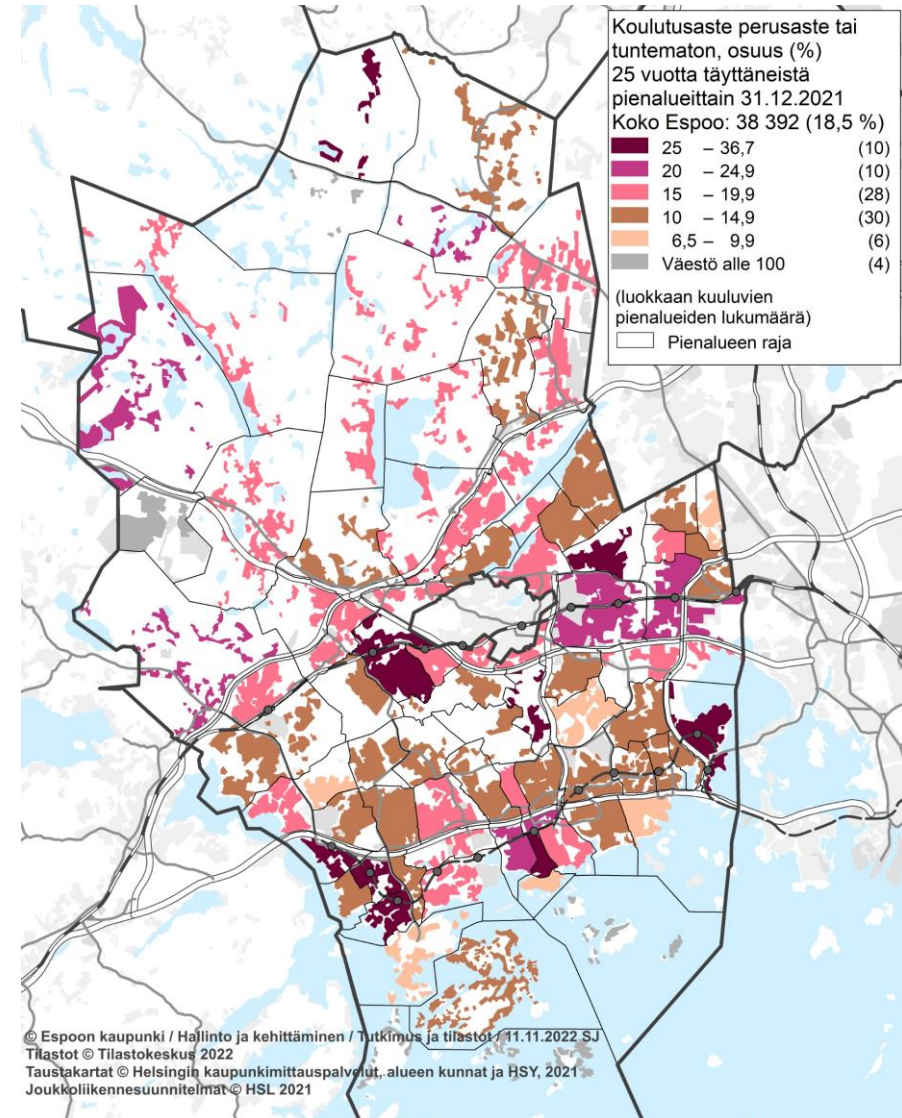 Koulutusaste perusaste tai
tuntematon, osuus (%)
25 vuotta täyttäneistä
pienalueittain 31.12.2021
Koko Espoo: 38 392 (18,5 %)
25 – 36,7 (10)
20 – 24,9 (10)
15 – 19,9 (28)
10 – 14,9 (30)
6,5 – 9,9 (6)
Väestö alle 100 (4)
(luokkaan kuuluvien
pienalueiden lukumäärä)
Pienalueen raja
© Espoon kaupunki / Hallinto ja kehittäminen / Tutkimus ja tilastot / 11.11.2022 SJ
Tilastot © Tilastokeskus 2022
Taustakartat © Helsingin kaupunkimittauspalvelut, alueen kunnat ja HSY, 2021
Joukkoliikennesuunnitelmat © HSL 2021